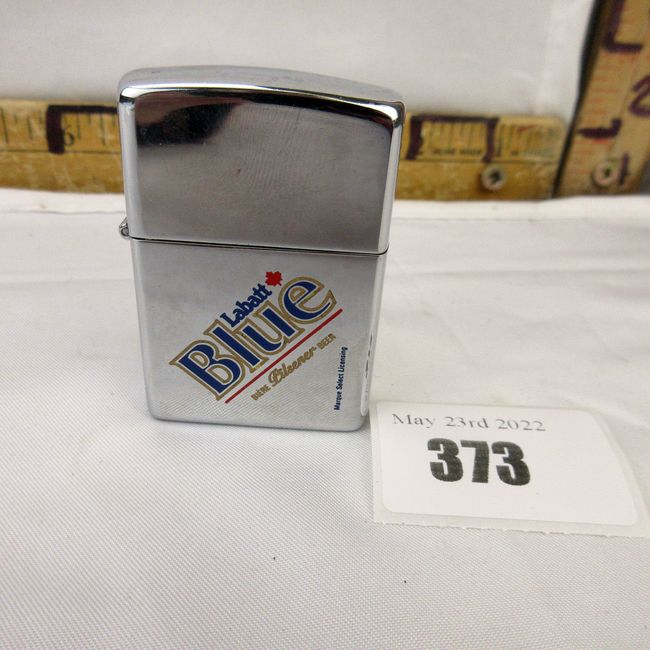 Labatt
Blue
BIÈRE Pilsener BEER
Marque Select Licensing
May 23rd 2022
373